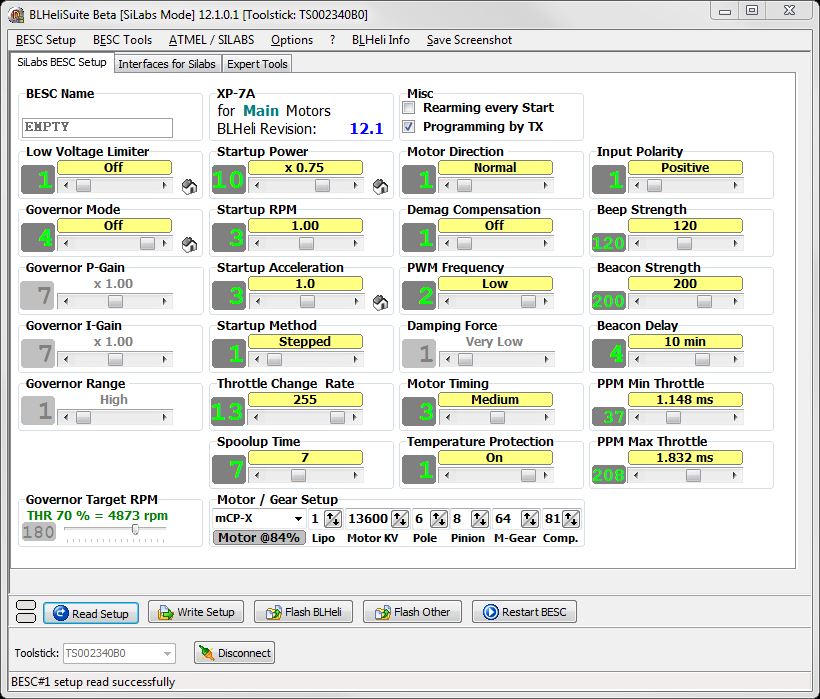 BLHeliSuite Beta [SiLabs Mode] 12.1.0.1 [Toolstick: TS002340B0]
BESC Setup BESC Tools ATMEL / SILABS Options ? BLHeli Info Save Screenshot
SiLabs BESC Setup Interfaces for Silabs Expert Tools
BESC Name XP-7A Misc
for Main Motors Rearming every Start
EMPTY BLHeli Revision: 12.1 Programming by TX
Low Voltage Limiter Startup Power Motor Direction Input Polarity
1 Off 10 x 0.75 1 Normal 1 Positive
Governor Mode Startup RPM Demag Compensation Beep Strength
4 Off 3 1.00 1 Off 120 120
Governor P-Gain Startup Acceleration PWM Frequency Beacon Strength
7 x 1.00 3 1.0 2 Low 200 200
Governor I-Gain Startup Method Damping Force Beacon Delay
7 x 1.00 1 Stepped 1 Very Low 4 10 min
Governor Range Throttle Change Rate Motor Timing PPM Min Throttle
1 High 13 255 3 Medium 37 1.148 ms
Spoolup Time Temperature Protection PPM Max Throttle
7 7 1 On 208 1.832 ms
Governor Target RPM Motor / Gear Setup
THR 70 % = 4873 rpm mCP-X 1 13600 6 8 64 81
180 Motor @84% Lipo Motor KV Pole Pinion M-Gear Comp.
Read Setup Write Setup Flash BLHeli Flash Other Restart BESC
Toolstick: TS002340B0 Disconnect
BESC#1 setup read successfully